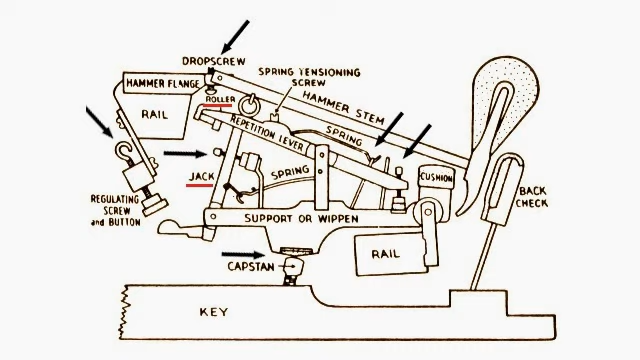 DROPSCREW
SPRING TENSIONING
SCREW
HAMMER FLANGE
ROLLER
HAMMER STEM
RAIL
REPETITION LEVER
SPRING
JACK
SPRING
CUSHION
REGULATING
SCREW
and BUTTON
BACK
CHECK
SUPPORT OR WIPPEN
CAPSTAN
RAIL
KEY